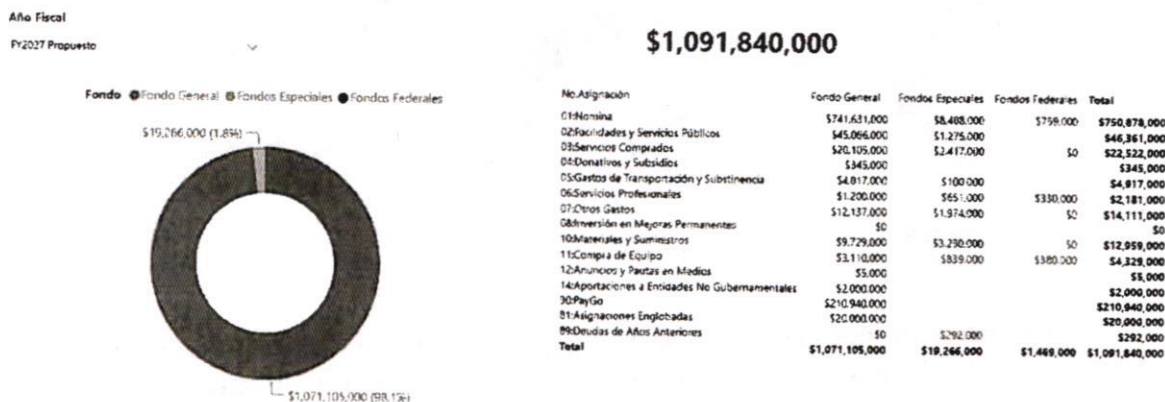 Año Fiscal
FY2027 Propuesto
$1,091,840,000
Fondo Fondo General Fondos Especiales Fondos Federales
$19,266,000 (1.8%)
$1,071,105,000 (98.1%)
No.Asignación Fondo General Fondos Especiales Fondos Federales Total
01:Nomina $741,631,000 $8,488,000 $759,000 $750,878,000
02:Facilidades y Servicios Públicos $45,086,000 $1,275,000 $46,361,000
03:Servicios Comprados $20,105,000 $2,417,000 $0 $22,522,000
04:Donativos y Subsidios $345,000 $345,000
05:Gastos de Transportación y Substinencia $4,817,000 $100,000 $4,917,000
06:Servicios Profesionales $1,200,000 $651,000 $330,000 $2,181,000
07:Otros Gastos $12,137,000 $1,974,000 $0 $14,111,000
08:Inversión en Mejoras Permanentes $0 $0
10:Materiales y Suministros $9,729,000 $3,230,000 $0 $12,959,000
11:Compra de Equipo $3,110,000 $839,000 $380,000 $4,329,000
12:Anuncios y Pautas en Medios $5,000 $5,000
14:Aportaciones a Entidades No Gubernamentales $2,000,000 $2,000,000
30:PayGo $210,940,000 $210,940,000
81:Asignaciones Englobadas $20,000,000 $20,000,000
89:Deudas de Años Anteriores $0 $292,000 $292,000
Total $1,071,105,000 $19,266,000 $1,469,000 $1,091,840,000